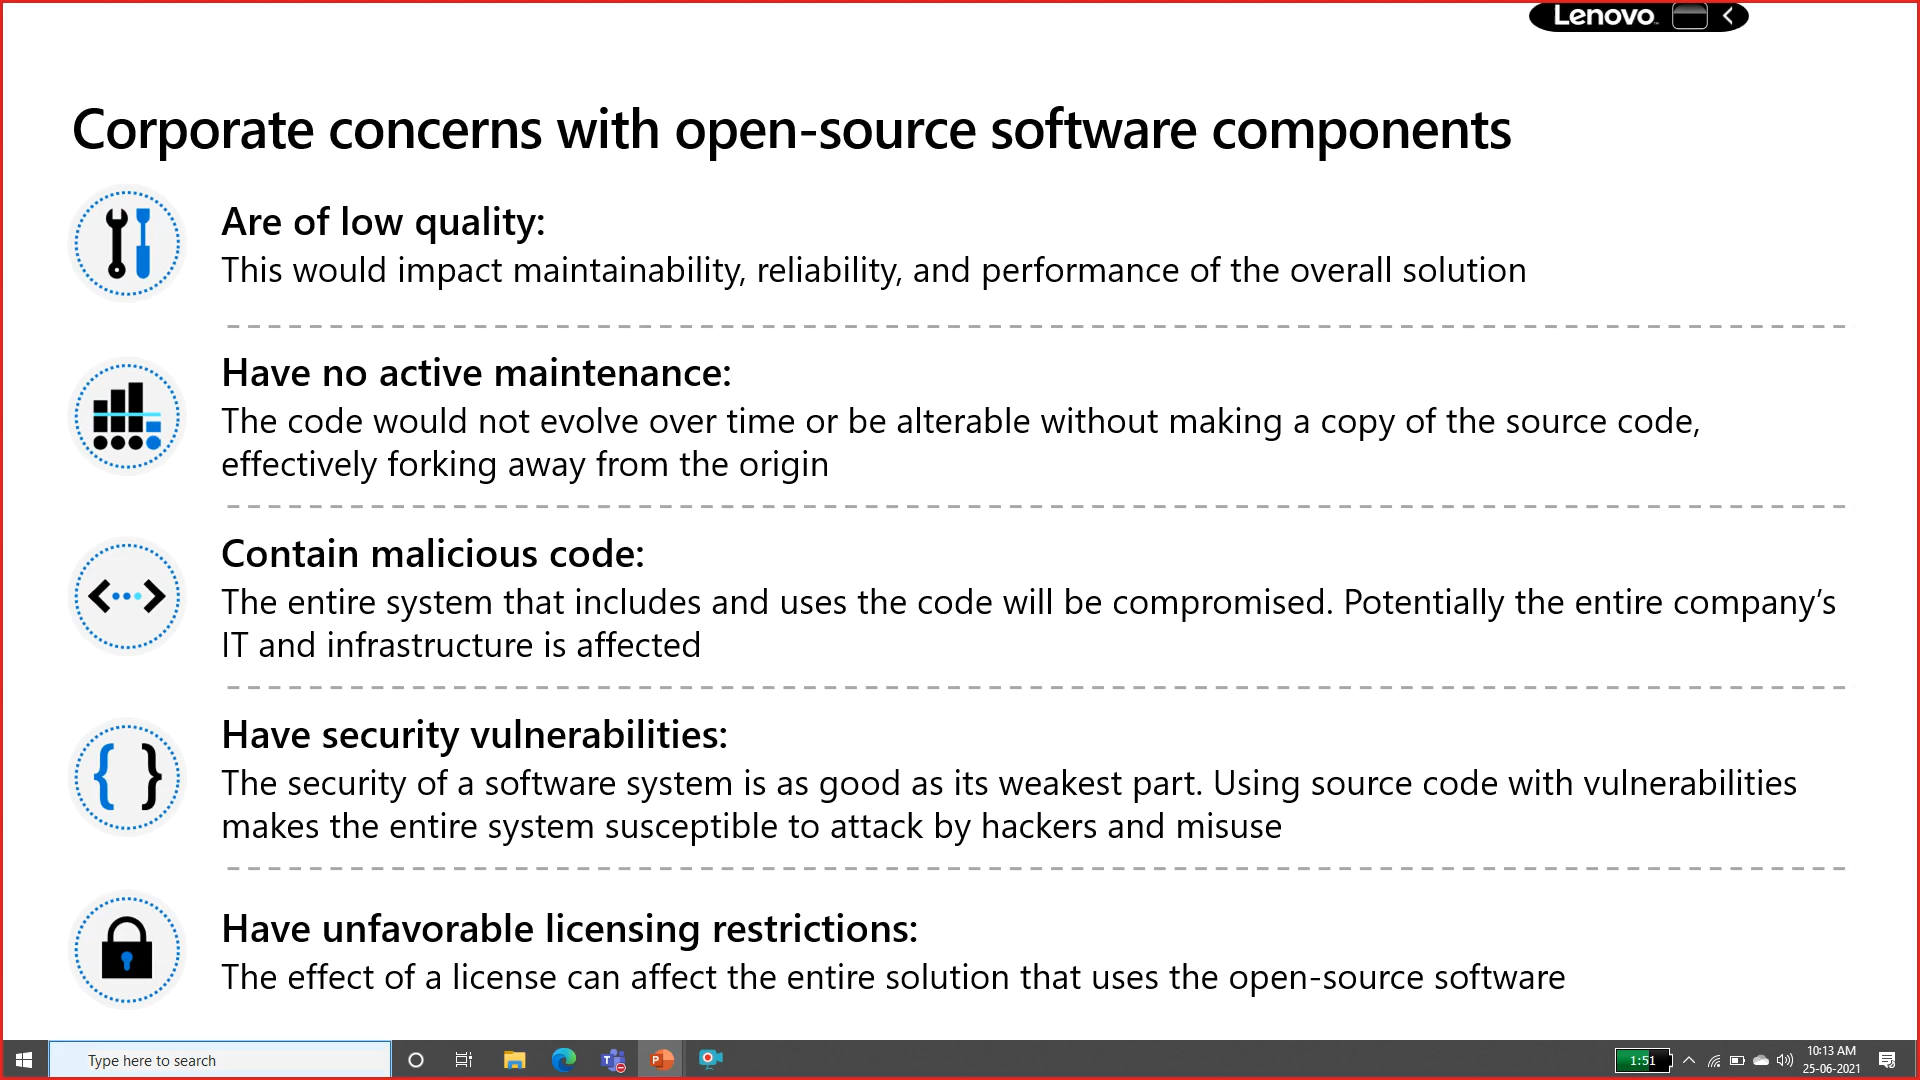 Lenovo
Corporate concerns with open-source software components
Are of low quality:
This would impact maintainability, reliability, and performance of the overall solution
Have no active maintenance:
The code would not evolve over time or be alterable without making a copy of the source code,
effectively forking away from the origin
Contain malicious code:
The entire system that includes and uses the code will be compromised. Potentially the entire company’s
IT and infrastructure is affected
Have security vulnerabilities:
The security of a software system is as good as its weakest part. Using source code with vulnerabilities
makes the entire system susceptible to attack by hackers and misuse
Have unfavorable licensing restrictions:
The effect of a license can affect the entire solution that uses the open-source software
Type here to search
1:51
10:13 AM
25-06-2021